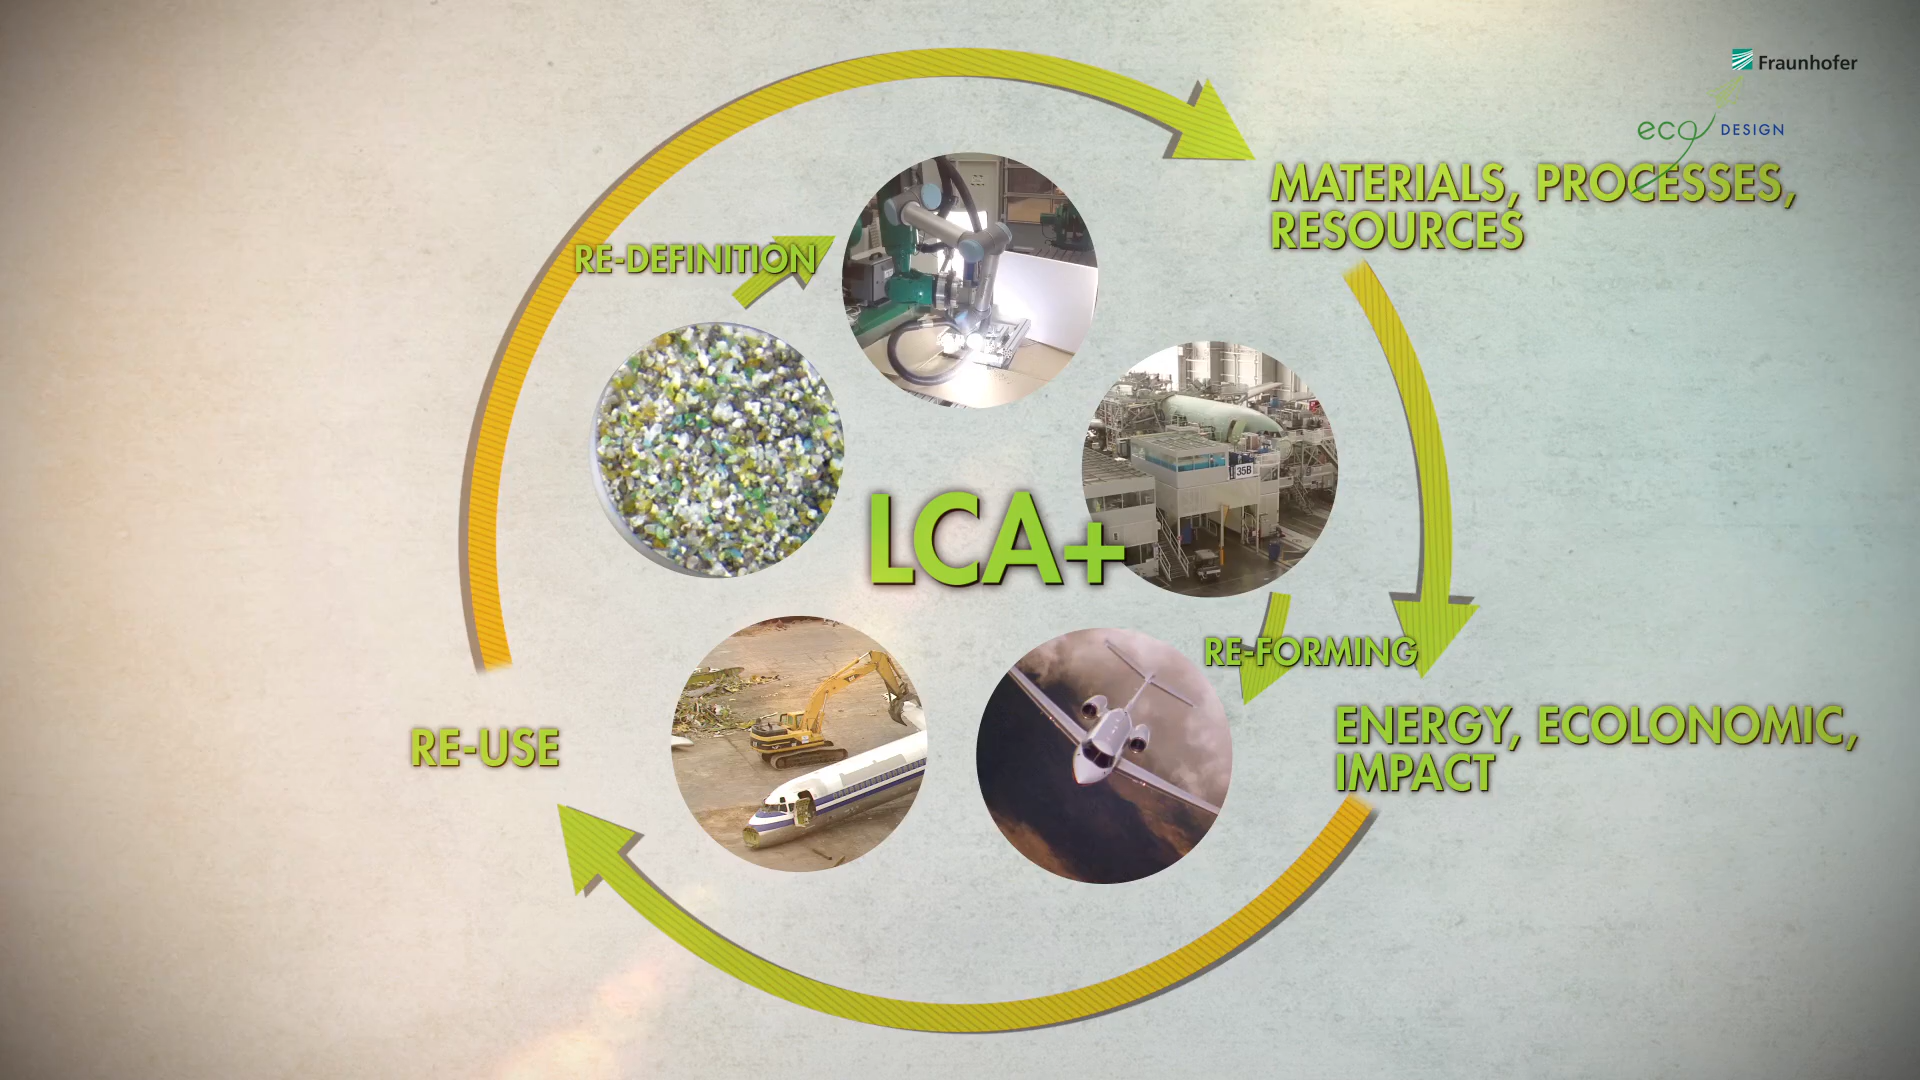 Fraunhofer
eco DESIGN
MATERIALS, PROCESSES,
RESOURCES
RE-DEFINITION
35B
LCA+
RE-FORMING
ENERGY, ECOLONOMIC,
IMPACT
RE-USE